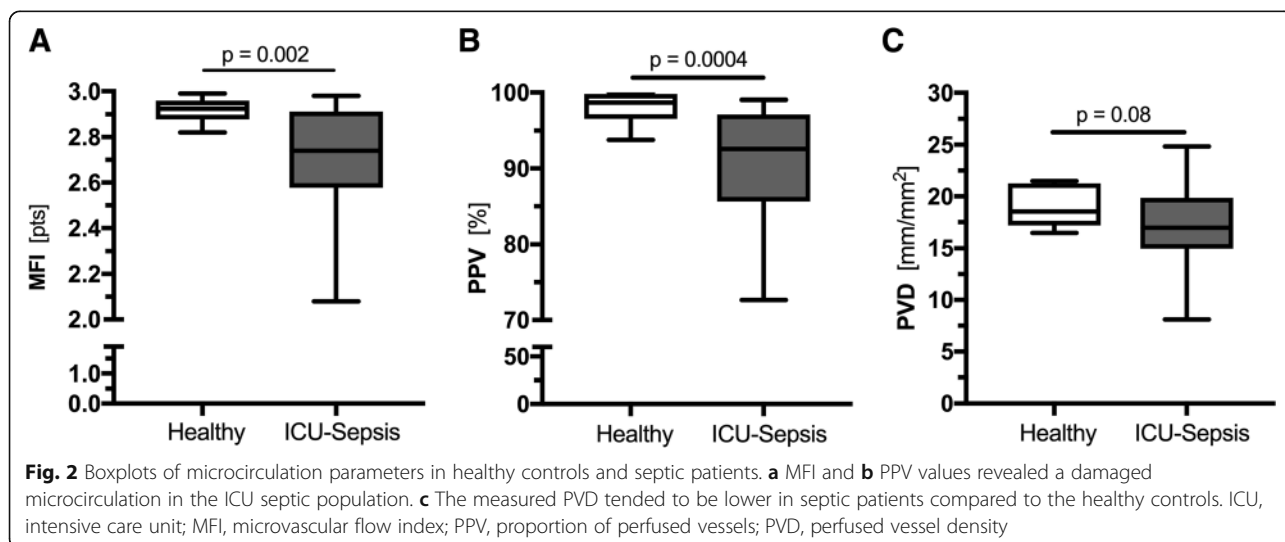 A
p = 0.002
MFI [pts]
3.0
2.8
2.6
2.4
2.2
2.0
1.0
0.0
Healthy ICU-Sepsis
B
p = 0.0004
PPV [%]
100
90
80
70
50
0
Healthy ICU-Sepsis
C
p = 0.08
PVD [mm/mm²]
30
25
20
15
10
5
0
Healthy ICU-Sepsis
Fig. 2 Boxplots of microcirculation parameters in healthy controls and septic patients. a MFI and b PPV values revealed a damaged
microcirculation in the ICU septic population. c The measured PVD tended to be lower in septic patients compared to the healthy controls. ICU,
intensive care unit; MFI, microvascular flow index; PPV, proportion of perfused vessels; PVD, perfused vessel density